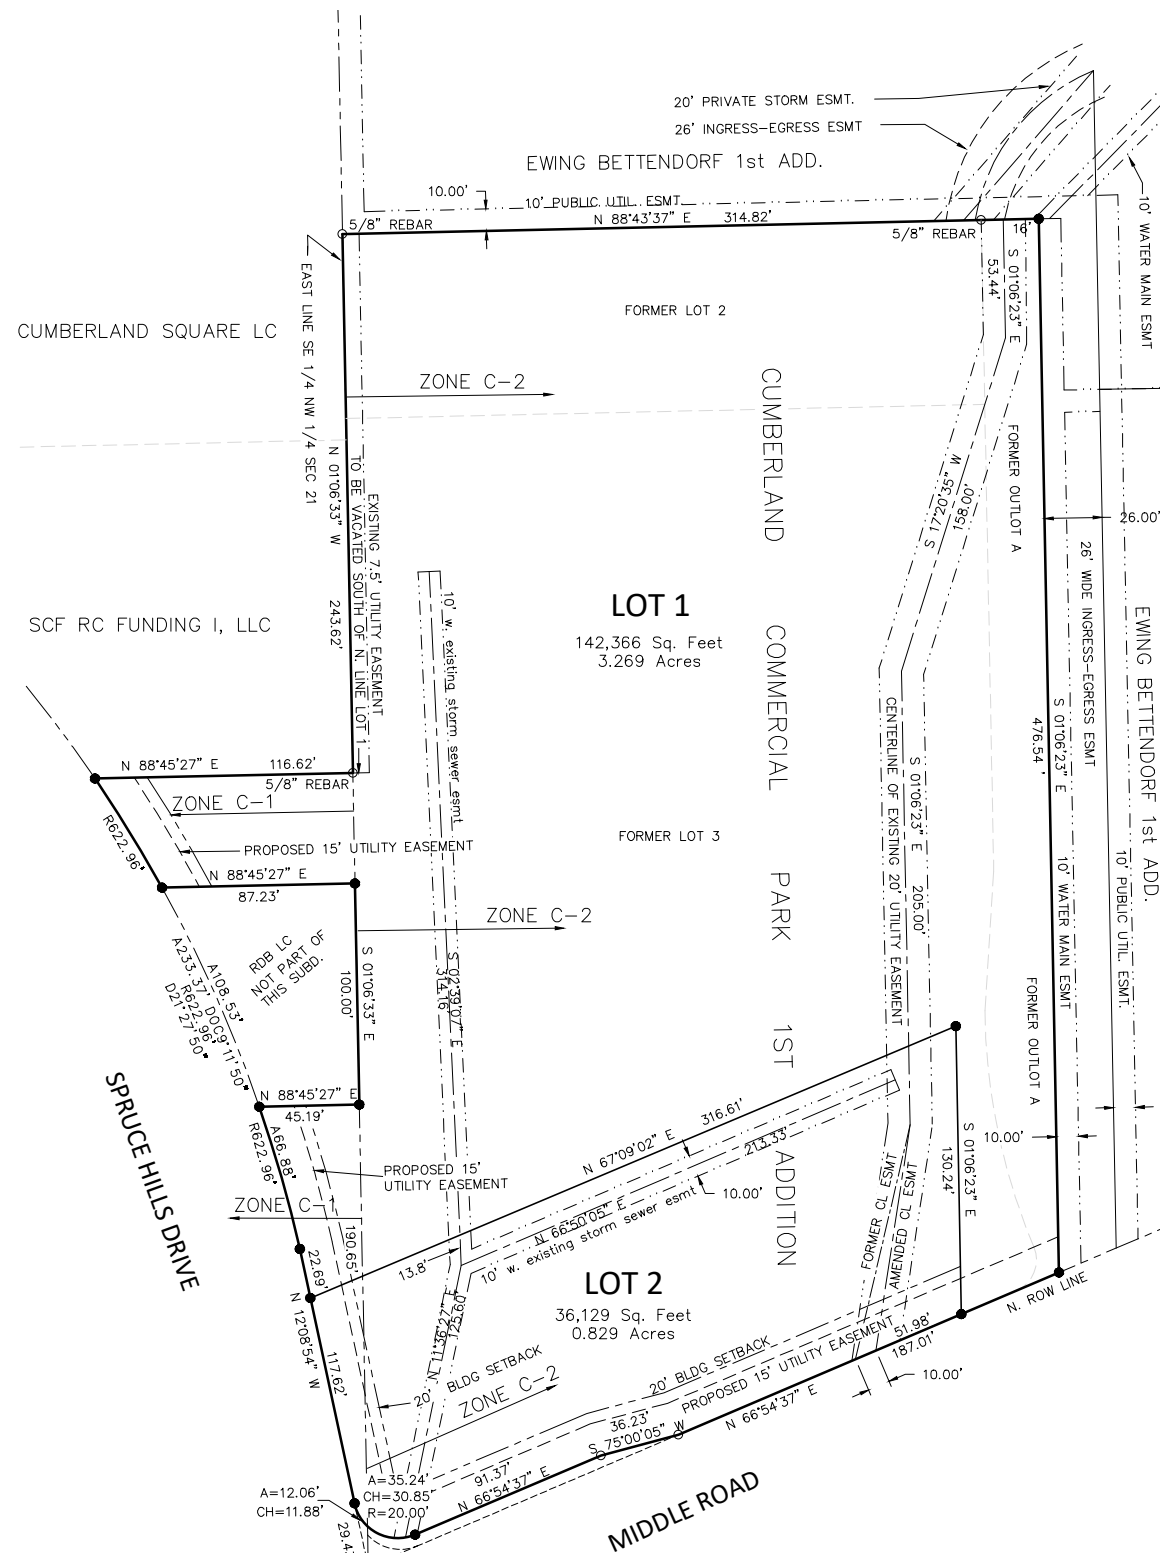 20' PRIVATE STORM ESMT.
26' INGRESS-EGRESS ESMT
EWING BETTENDORF 1st ADD.
10.00'
10' PUBLIC UTIL. ESMT.
5/8" REBAR
N 88°43'37" E 314.82'
5/8" REBAR
16'
10' WATER MAIN ESMT
EAST LINE SE 1/4 NW 1/4 SEC 21
53.44'
S 01°06'23" E
FORMER LOT 2
CUMBERLAND SQUARE LC
ZONE C-2
CUMBERLAND COMMERCIAL PARK 1ST ADDITION
N 01°06'33" W 243.62'
TO BE VACATED SOUTH OF N. LINE LOT 1
EXISTING 7.5' UTILITY EASEMENT
S 17°20'35" W
158.00'
FORMER OUTLOT A
26.00'
26' WIDE INGRESS-EGRESS ESMT
10' w. existing storm sewer esmt
LOT 1
142,366 Sq. Feet
3.269 Acres
SCF RC FUNDING I, LLC
EWING BETTENDORF 1st ADD.
476.54 '
S 01°06'23" E
CENTERLINE OF EXISTING 20' UTILITY EASEMENT
S 01°06'23" E 205.00'
N 88°45'27" E 116.62'
5/8" REBAR
ZONE C-1
R622.96'
PROPOSED 15' UTILITY EASEMENT
FORMER LOT 3
N 88°45'27" E
87.23'
10' WATER MAIN ESMT
10' PUBLIC UTIL. ESMT.
ZONE C-2
RDB LC
NOT PART OF
THIS SUBD.
A108.53'
A233.37' DOC9°11'50"
R622.96'
D21°27'50"
S 01°06'33" E
100.00'
S 02°39'07" E
314.16'
FORMER OUTLOT A
N 88°45'27" E
45.19'
SPRUCE HILLS DRIVE
A66.88'
R622.96'
PROPOSED 15'
UTILITY EASEMENT
ZONE C-1
190.65'
N 67°09'02" E 316.61'
213.33'
10.00'
N 66°50'05" E
10' w. existing storm sewer esmt
S 01°06'23" E
130.24'
10.00'
FORMER CL ESMT
AMENDED CL ESMT
22.69'
13.8'
LOT 2
36,129 Sq. Feet
0.829 Acres
N. ROW LINE
N 12°08'54" W
117.62'
N 11°36'27" E
125.60'
20' BLDG SETBACK
ZONE C-2
20' BLDG SETBACK
PROPOSED 15' UTILITY EASEMENT
51.98'
187.01'
10.00'
N 66°54'37" E
36.23'
S 75°00'05" W
91.37'
N 66°54'37" E
A=35.24'
CH=30.85'
R=20.00'
A=12.06'
CH=11.88'
MIDDLE ROAD